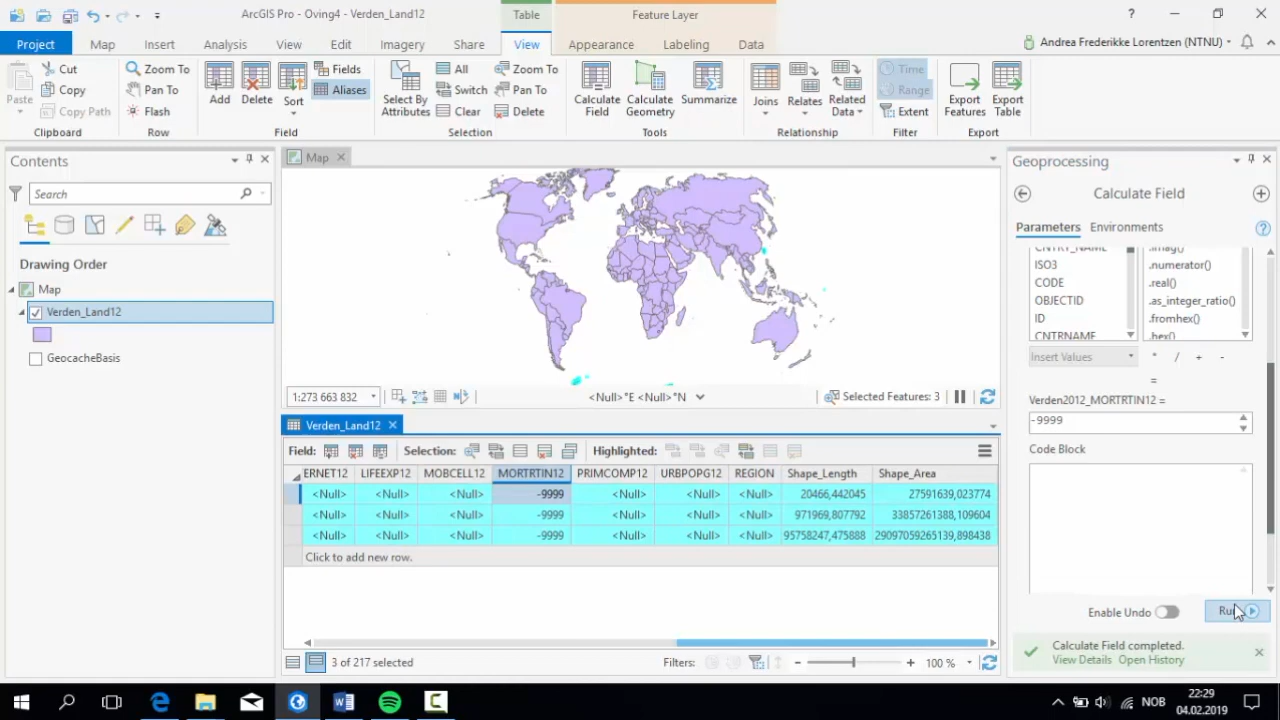 ArcGIS Pro - Oving4 - Verden_Land12
Table
Feature Layer
?
Project
Map
Insert
Analysis
View
Edit
Imagery
Share
View
Appearance
Labeling
Data
Andrea Frederikke Lorentzen (NTNU)
Paste
Cut
Copy
Copy Path
Clipboard
Zoom To
Pan To
Flash
Row
Add
Delete
Sort
Fields
Aliases
Field
Select By
Attributes
All
Switch
Clear
Zoom To
Pan To
Delete
Selection
Calculate
Field
Calculate
Geometry
Summarize
Tools
Joins
Relates
Related
Data
Relationship
Time
Range
Extent
Filter
Export
Features
Export
Table
Export
Contents
Search
Drawing Order
Map
Verden_Land12
GeocacheBasis
Map
1:273 663 832
<Null>°E <Null>°N
Selected Features: 3
Verden_Land12
Field:
Selection:
Highlighted:
ERNET12 LIFEEXP12 MOBCELL12 MORTRTIN12 PRIMCOMP12 URBPOPG12 REGION Shape_Length Shape_Area
<Null> <Null> <Null> -9999 <Null> <Null> <Null> 20466,442045 27591639,023774
<Null> <Null> <Null> -9999 <Null> <Null> <Null> 971969,807792 33857261388,109604
<Null> <Null> <Null> -9999 <Null> <Null> <Null> 95758247,475888 29097059265139,898438
Click to add new row.
3 of 217 selected
Filters:
- + 100 %
Geoprocessing
Calculate Field
Parameters Environments
?
CNTRY_NAME .imag()
ISO3 .numerator()
CODE .real()
OBJECTID .as_integer_ratio()
ID .fromhex()
CNTRNAME .hex()
Insert Values * / + -
=
Verden2012_MORTRTIN12 =
-9999
Code Block
Enable Undo
Run
Calculate Field completed.
View Details Open History
NOB
22:29
04.02.2019